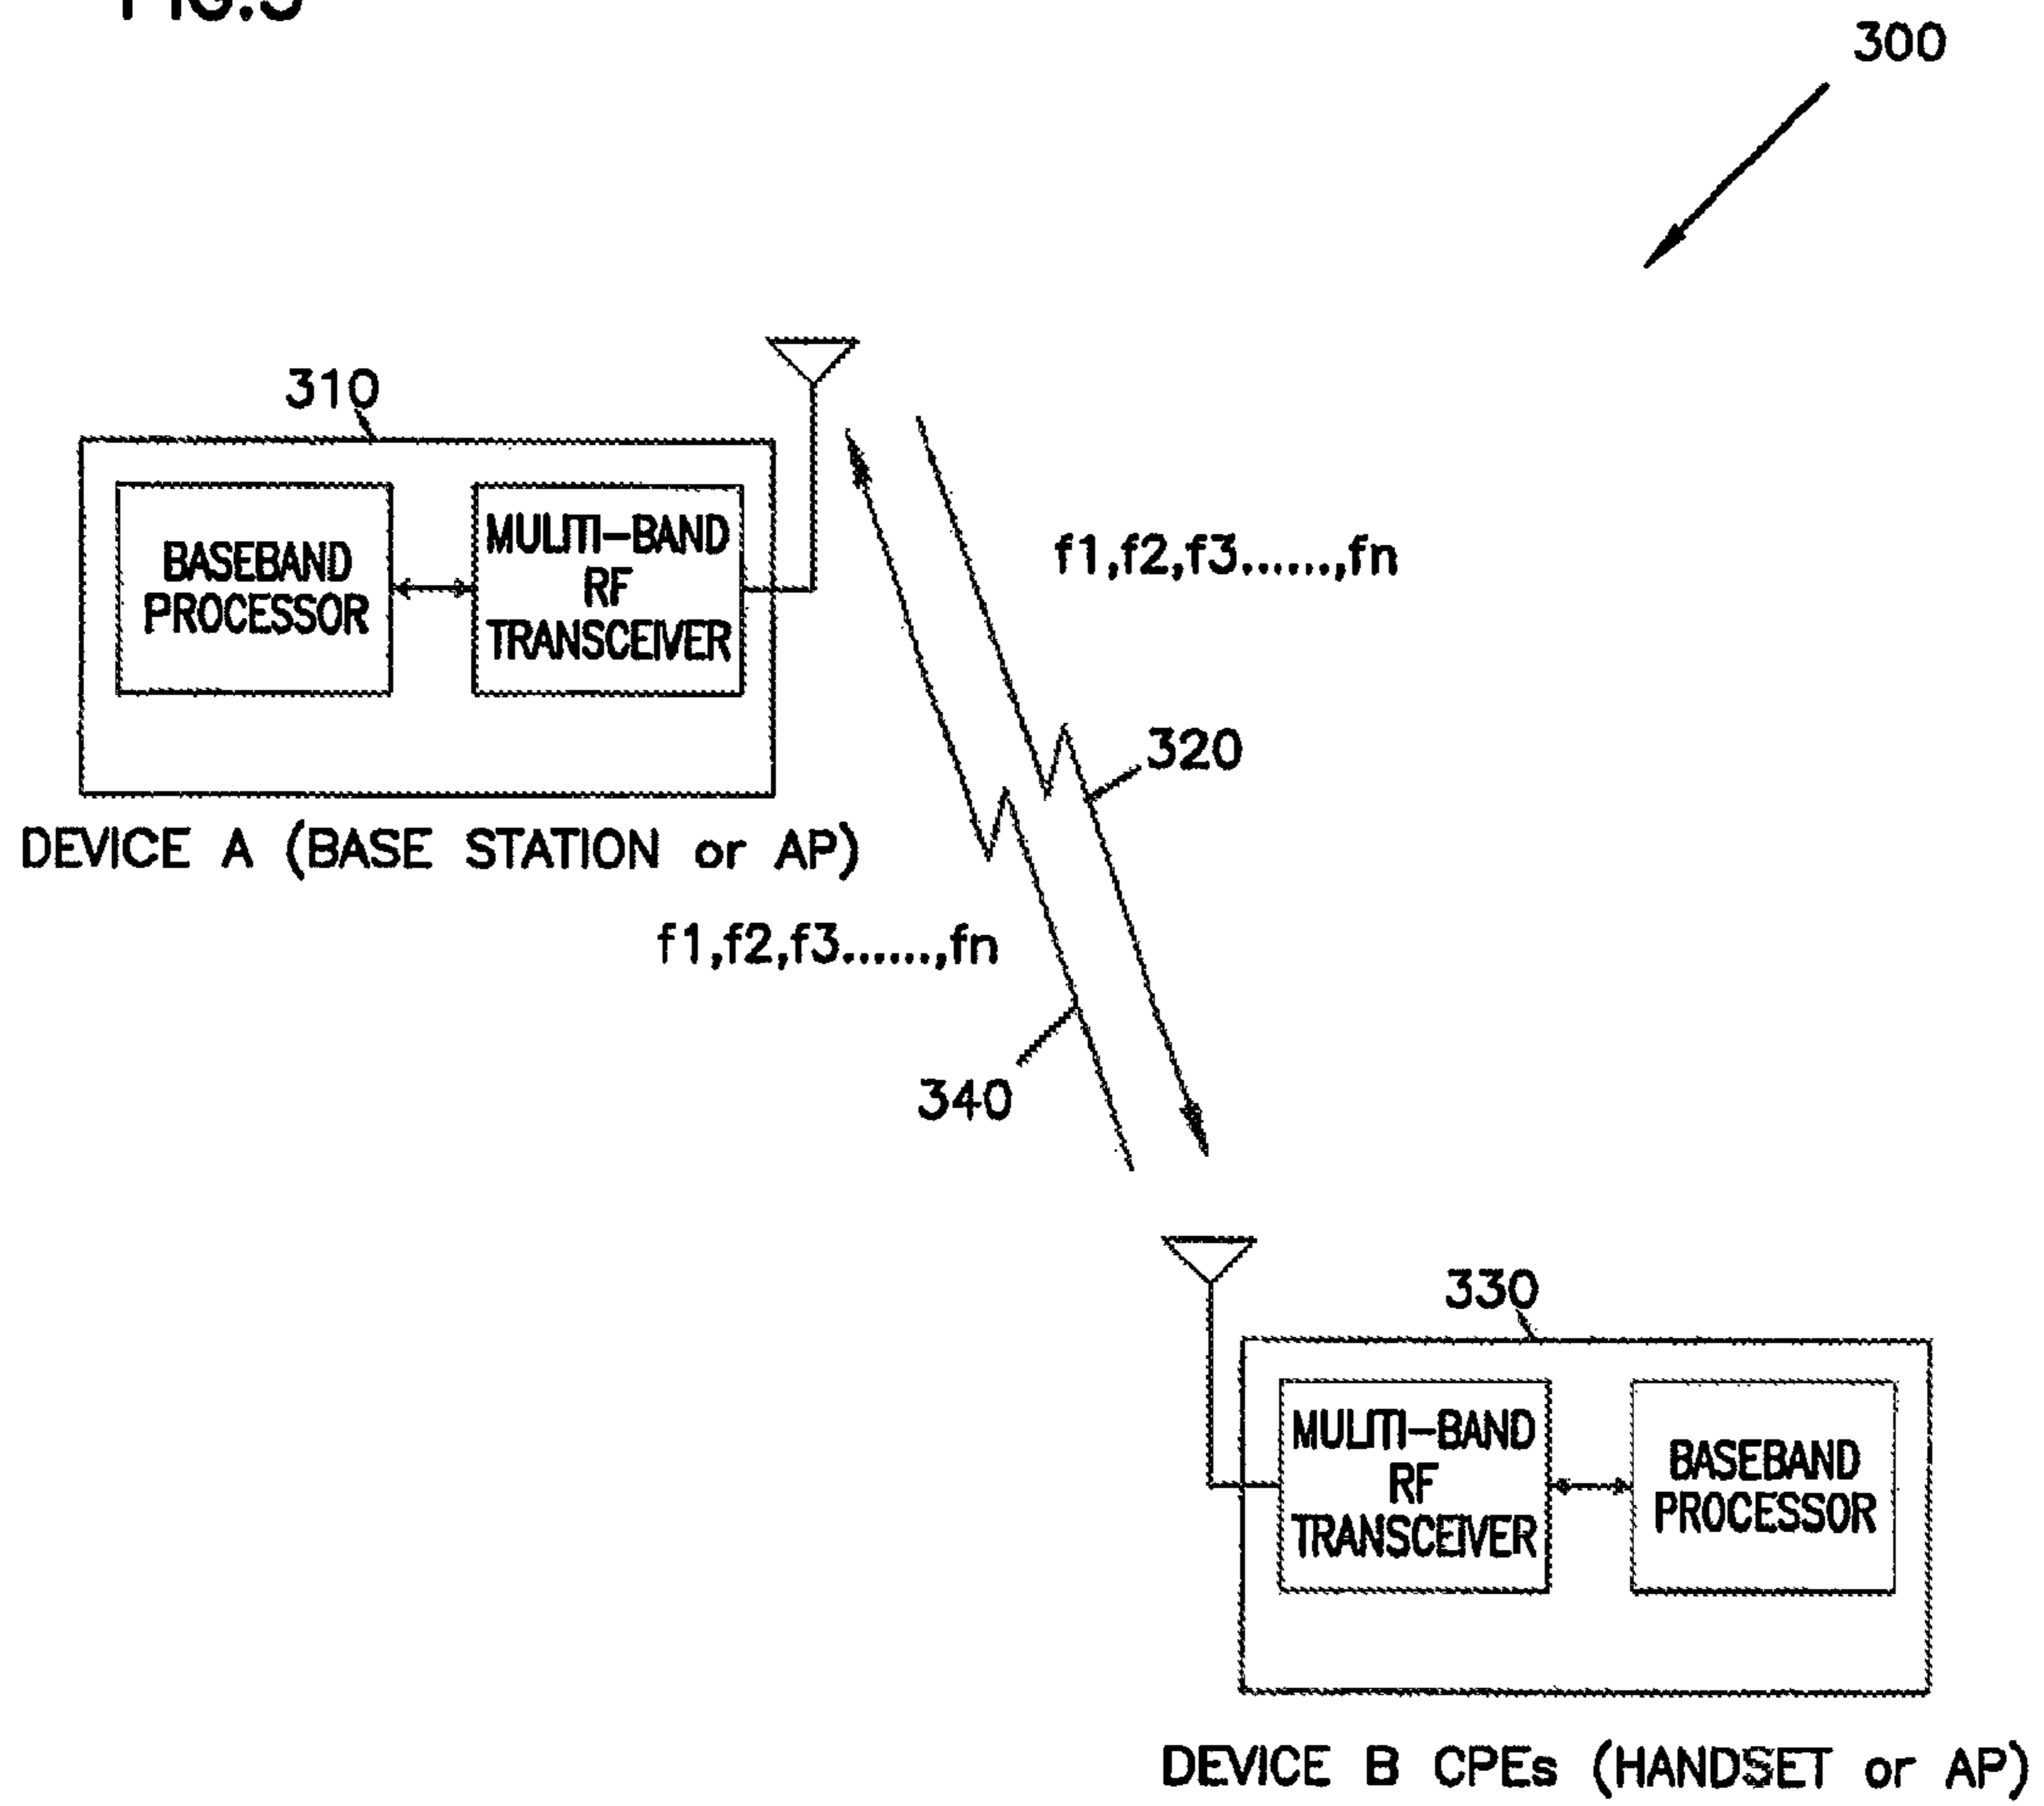 300
310
BASEBAND
PROCESSOR
MULITI-BAND
RF
TRANSCEIVER
f1,f2,f3......,fn
320
DEVICE A (BASE STATION or AP)
f1,f2,f3......,fn
340
330
MULITI-BAND
RF
TRANSCEIVER
BASEBAND
PROCESSOR
DEVICE B CPEs (HANDSET or AP)